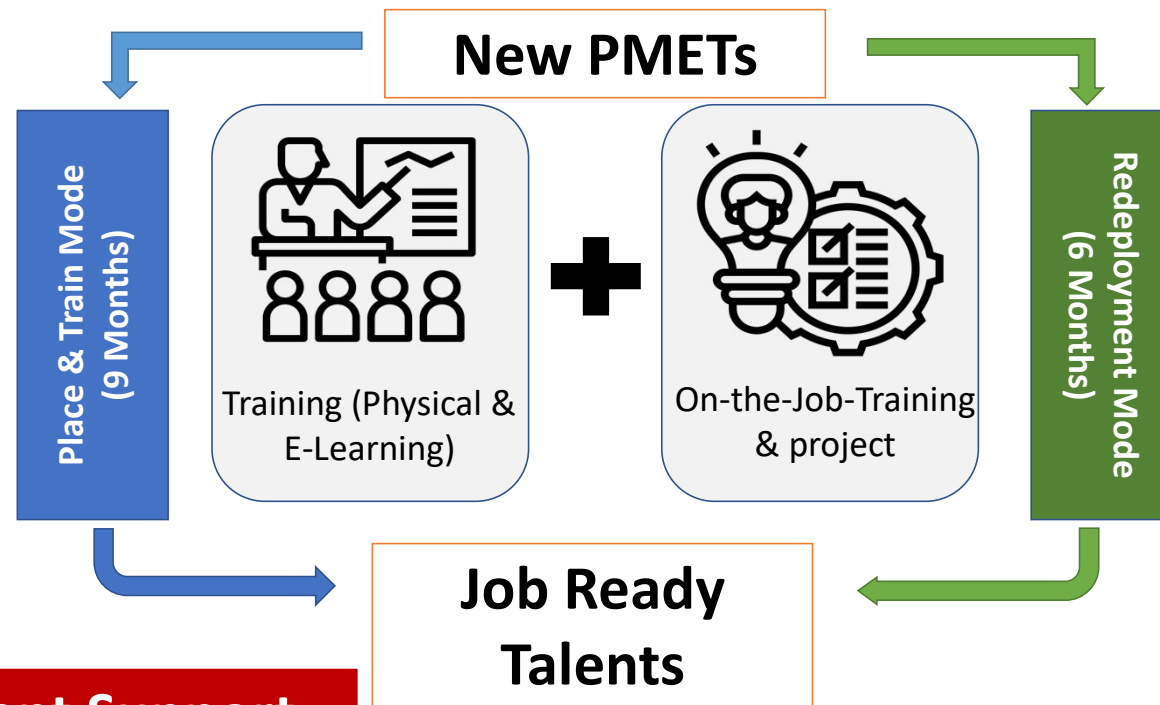 New PMETs
Place & Train Mode
(9 Months)
Training (Physical &
E-Learning)
On-the-Job-Training
& project
Redeployment Mode
(6 Months)
Job Ready
Talents
Support